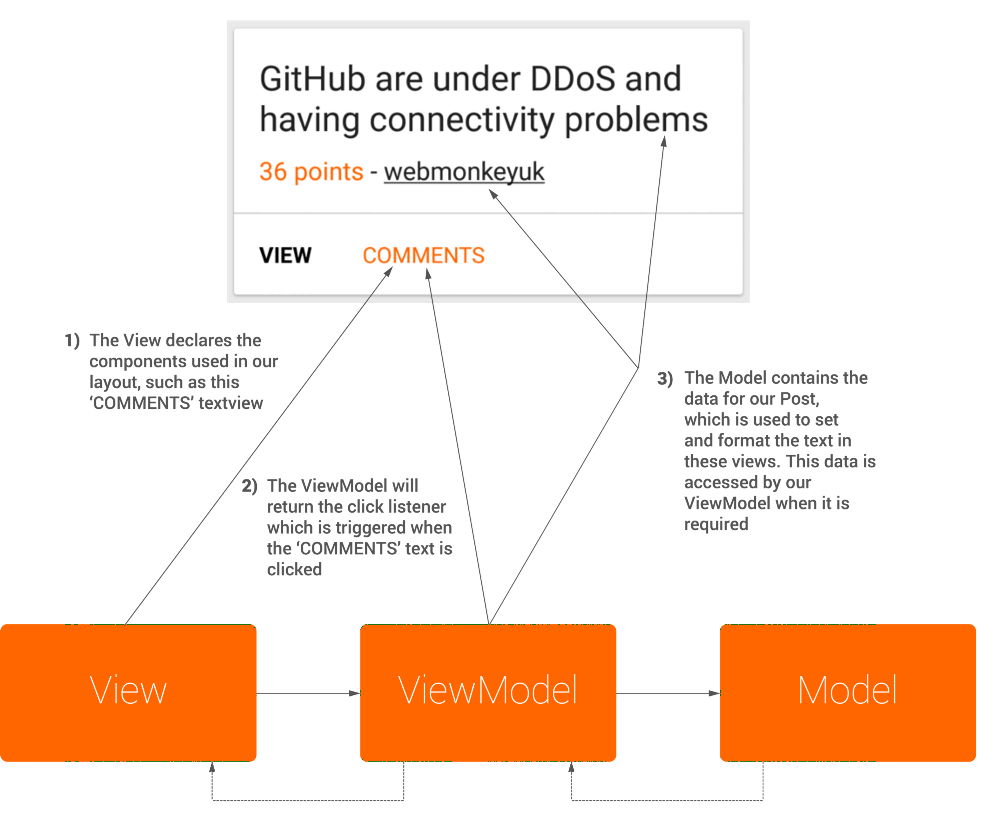 GitHub are under DDoS and
having connectivity problems
36 points - webmonkeyuk
VIEW
COMMENTS
1) The View declares the
components used in our
layout, such as this
‘COMMENTS’ textview
2) The ViewModel will
return the click listener
which is triggered when
the ‘COMMENTS’ text is
clicked
3) The Model contains the
data for our Post,
which is used to set
and format the text in
these views. This data is
accessed by our
ViewModel when it is
required
View
ViewModel
Model